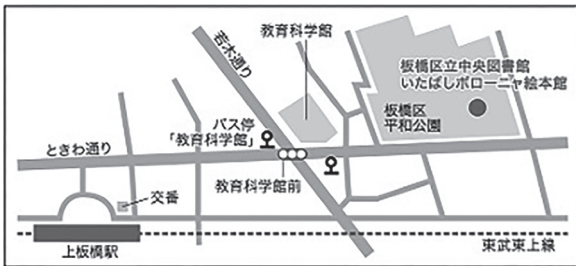 教育科学館
若木通り
板橋区立中央図書館
いたばしボローニャ絵本館
板橋区
平和公園
バス停
「教育科学館」
ときわ通り
教育科学館前
交番
上板橋駅
東武東上線